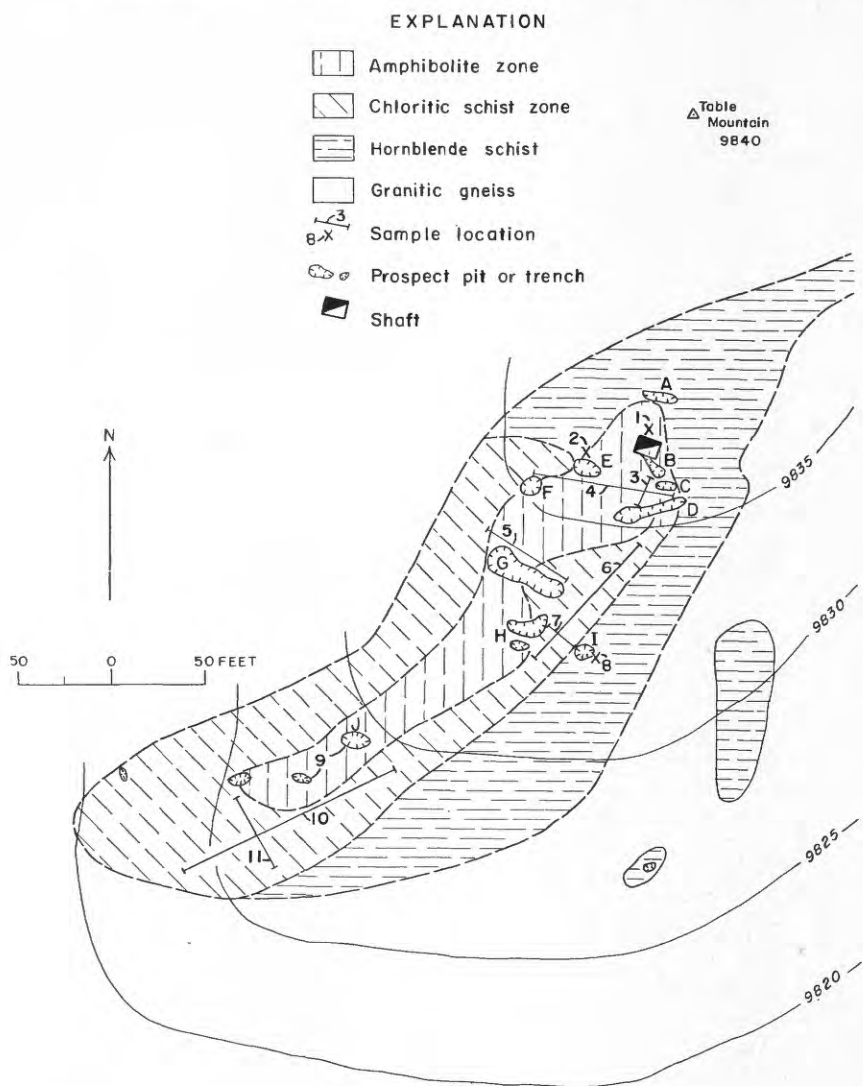 EXPLANATION
Amphibolite zone
Chloritic schist zone
Hornblende schist
Granitic gneiss
3
8 X Sample location
Prospect pit or trench
Shaft
Table
Mountain
9840
N
50 0 50 FEET
A
1
X
B
2
X
E
C
3
4
F
D
9835
5
G
6
7
H
I
X
8
9830
J
9
10
11
9825
9820